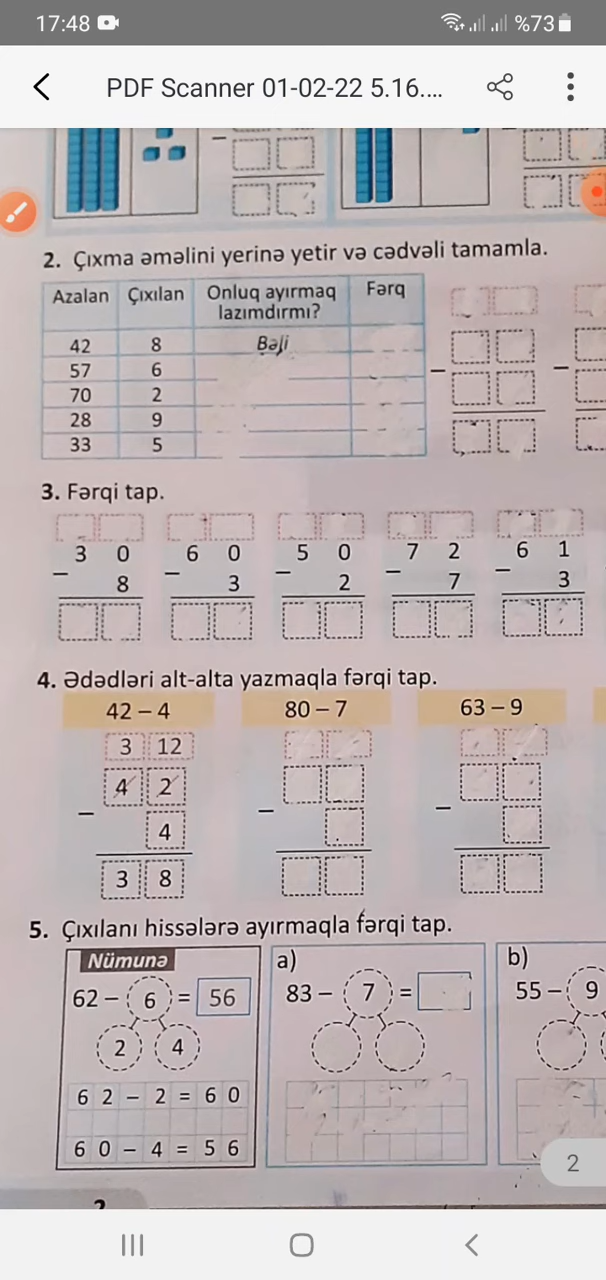 17:48 %73
PDF Scanner 01-02-22 5.16....
2. Çıxma əməlini yerinə yetir və cədvəli tamamla.
Azalan Çıxılan Onluq ayırmaq lazımdırmı? Fərq
42 8 Bəli
57 6
70 2
28 9
33 5
3. Fərqi tap.
3 0 6 0 5 0 7 2 6 1
− 8 − 3 − 2 − 7 − 3
4. Ədədləri alt-alta yazmaqla fərqi tap.
42 – 4 80 – 7 63 – 9
3 12
4 2
− 4
3 8
5. Çıxılanı hissələrə ayırmaqla fərqi tap.
Nümunə a) b)
62 – 6 = 56 83 – 7 = 55 – 9
2 4
6 2 – 2 = 6 0
6 0 – 4 = 5 6
2